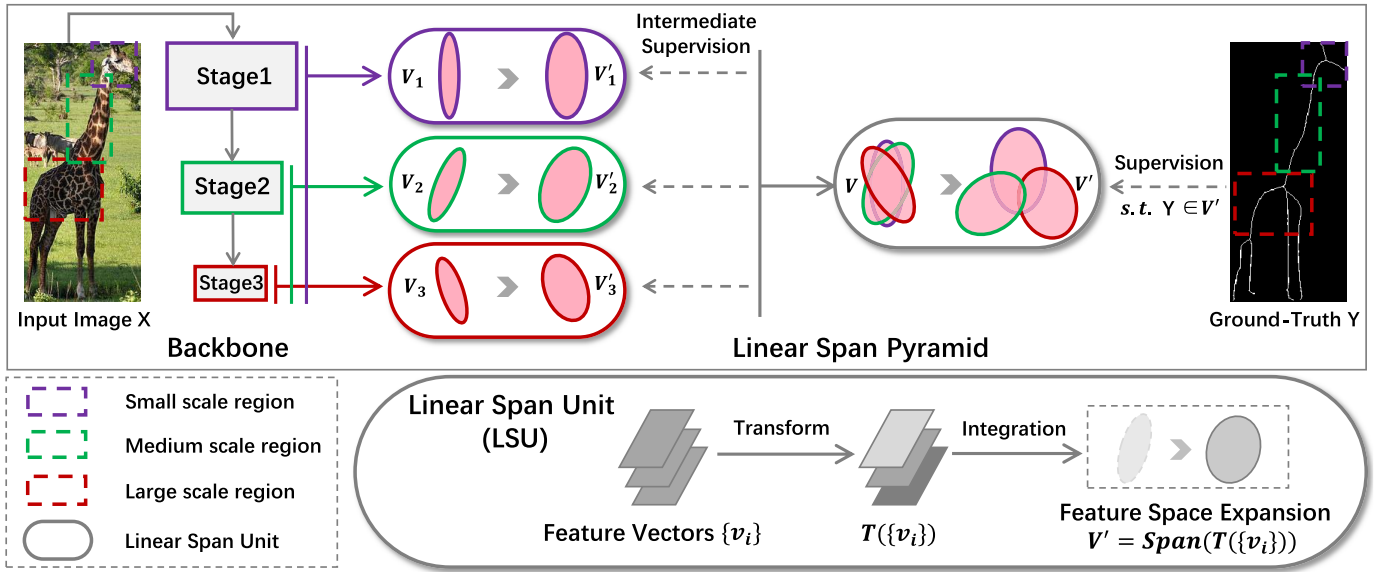 Stage1
Stage2
Stage3
Input Image X
Backbone
V₁
V′₁
V₂
V′₂
V₃
V′₃
Intermediate
Supervision
V
V′
Supervision
s.t. Y ∈V′
Linear Span Pyramid
Ground-Truth Y
Small scale region
Medium scale region
Large scale region
Linear Span Unit
Linear Span Unit
(LSU)
Transform
Integration
Feature Vectors {vᵢ}
T({vᵢ})
Feature Space Expansion
V′ = Span(T({vᵢ}))